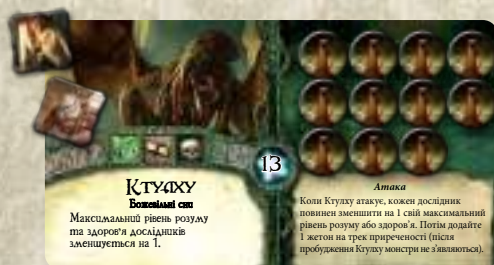 Ктулху
Божевільні сни
Максимальний рівень розуму
та здоров'я дослідників
зменшується на 1.
13
Атака
Коли Ктулху атакує, кожен дослідник
повинен зменшити на 1 свій максимальний
рівень розуму або здоров'я. Потім додайте
1 жетон на трек приреченості (після
пробудження Ктулху монстри не з'являються).